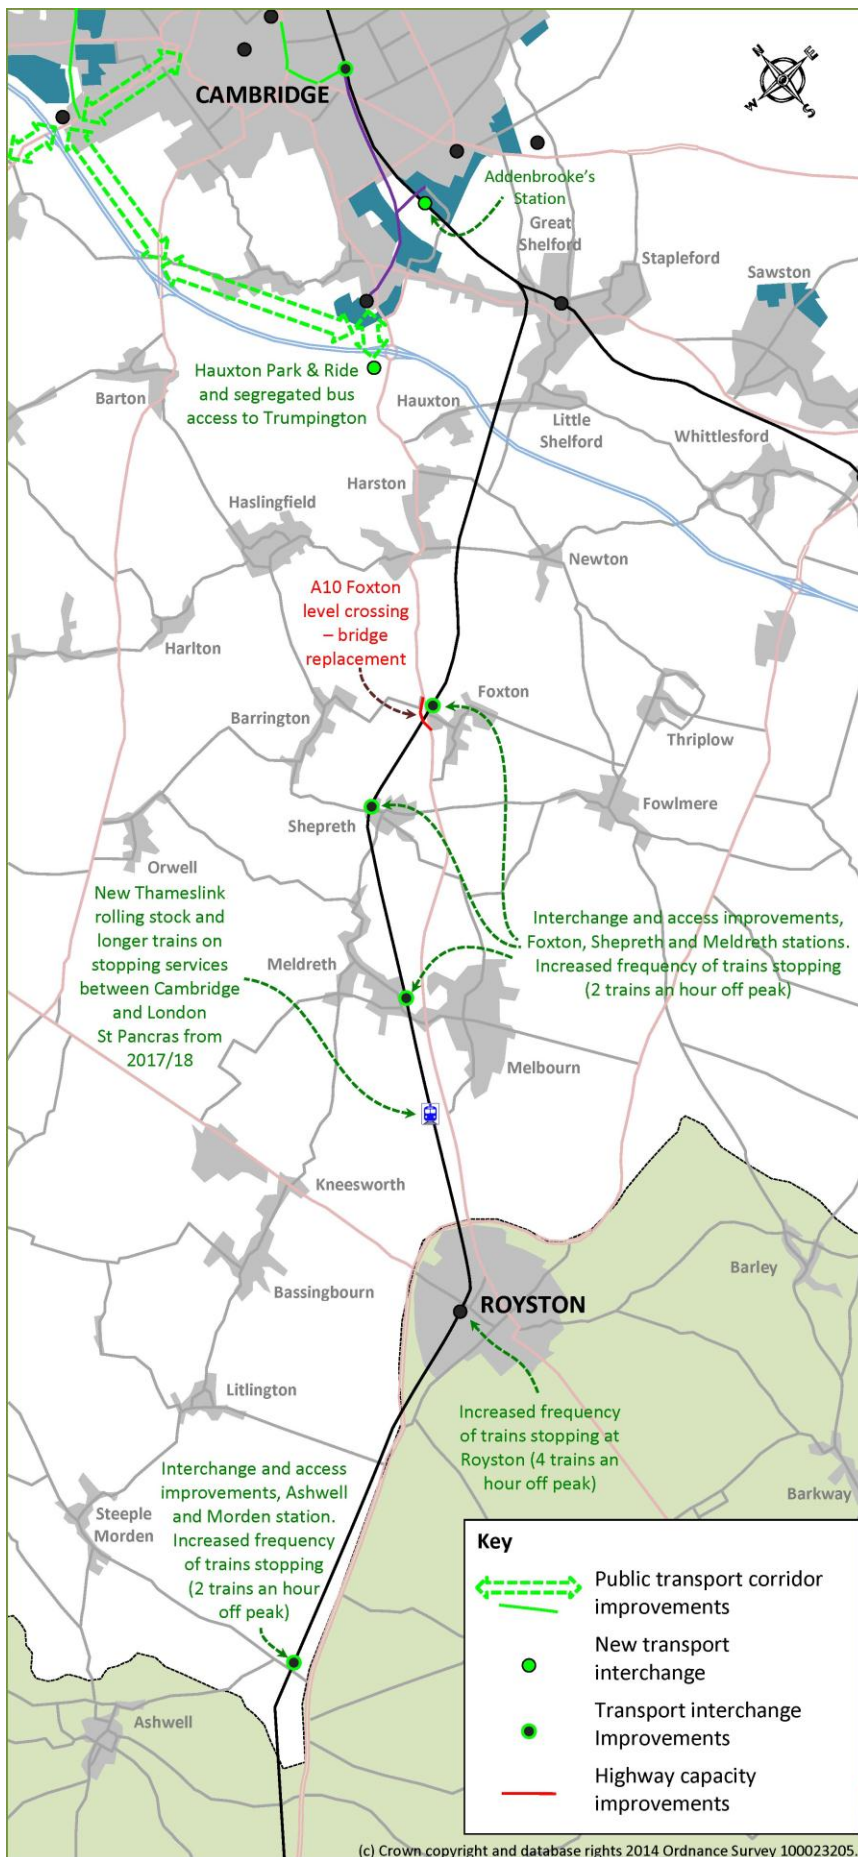 N
E
W
S
CAMBRIDGE
Addenbrooke's
Station
Great
Shelford
Stapleford
Sawston
Hauxton Park & Ride
and segregated bus
access to Trumpington
Barton
Hauxton
Little
Shelford
Whittlesford
Harston
Haslingfield
Newton
A10 Foxton
level crossing
– bridge
replacement
Harlton
Foxton
Barrington
Thriplow
Shepreth
Fowlmere
Orwell
New Thameslink
rolling stock and
longer trains on
stopping services
between Cambridge
and London
St Pancras from
2017/18
Interchange and access improvements,
Foxton, Shepreth and Meldreth stations.
Increased frequency of trains stopping
(2 trains an hour off peak)
Meldreth
Melbourn
Kneesworth
Bassingbourn
Barley
ROYSTON
Litlington
Increased frequency
of trains stopping at
Royston (4 trains an
hour off peak)
Interchange and access
improvements, Ashwell
and Morden station.
Increased frequency
of trains stopping
(2 trains an hour
off peak)
Steeple
Morden
Barkway
Ashwell
Key
Public transport corridor
improvements
New transport
interchange
Transport interchange
Improvements
Highway capacity
improvements
(c) Crown copyright and database rights 2014 Ordnance Survey 100023205.